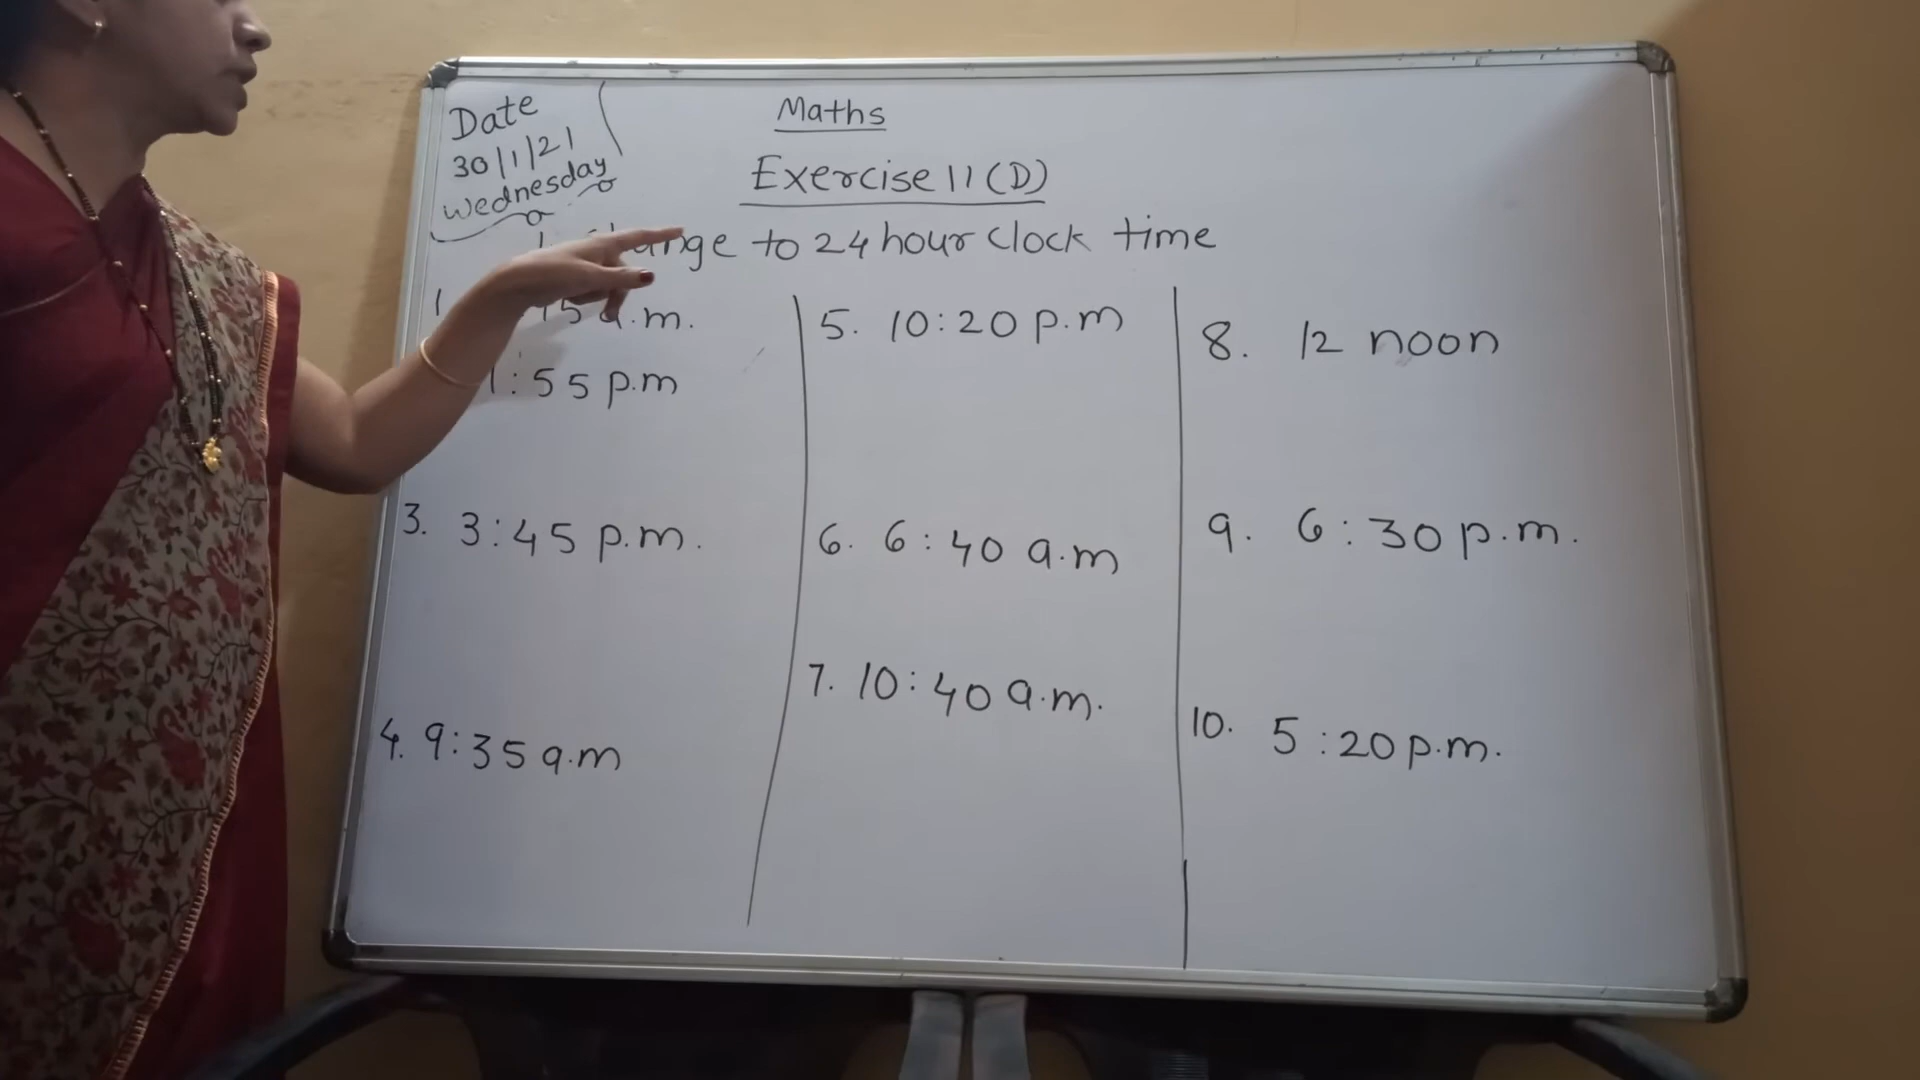 Date
30/1/21
Wednesday
Maths
Exercise 11 (D)
to 24 hour clock time
1.
a.m.
:55 p.m
3. 3:45 p.m.
4. 9:35 a.m
5. 10:20 p.m
6. 6:40 a.m
7. 10:40 a.m.
8. 12 noon
9. 6:30 p.m.
10. 5:20 p.m.